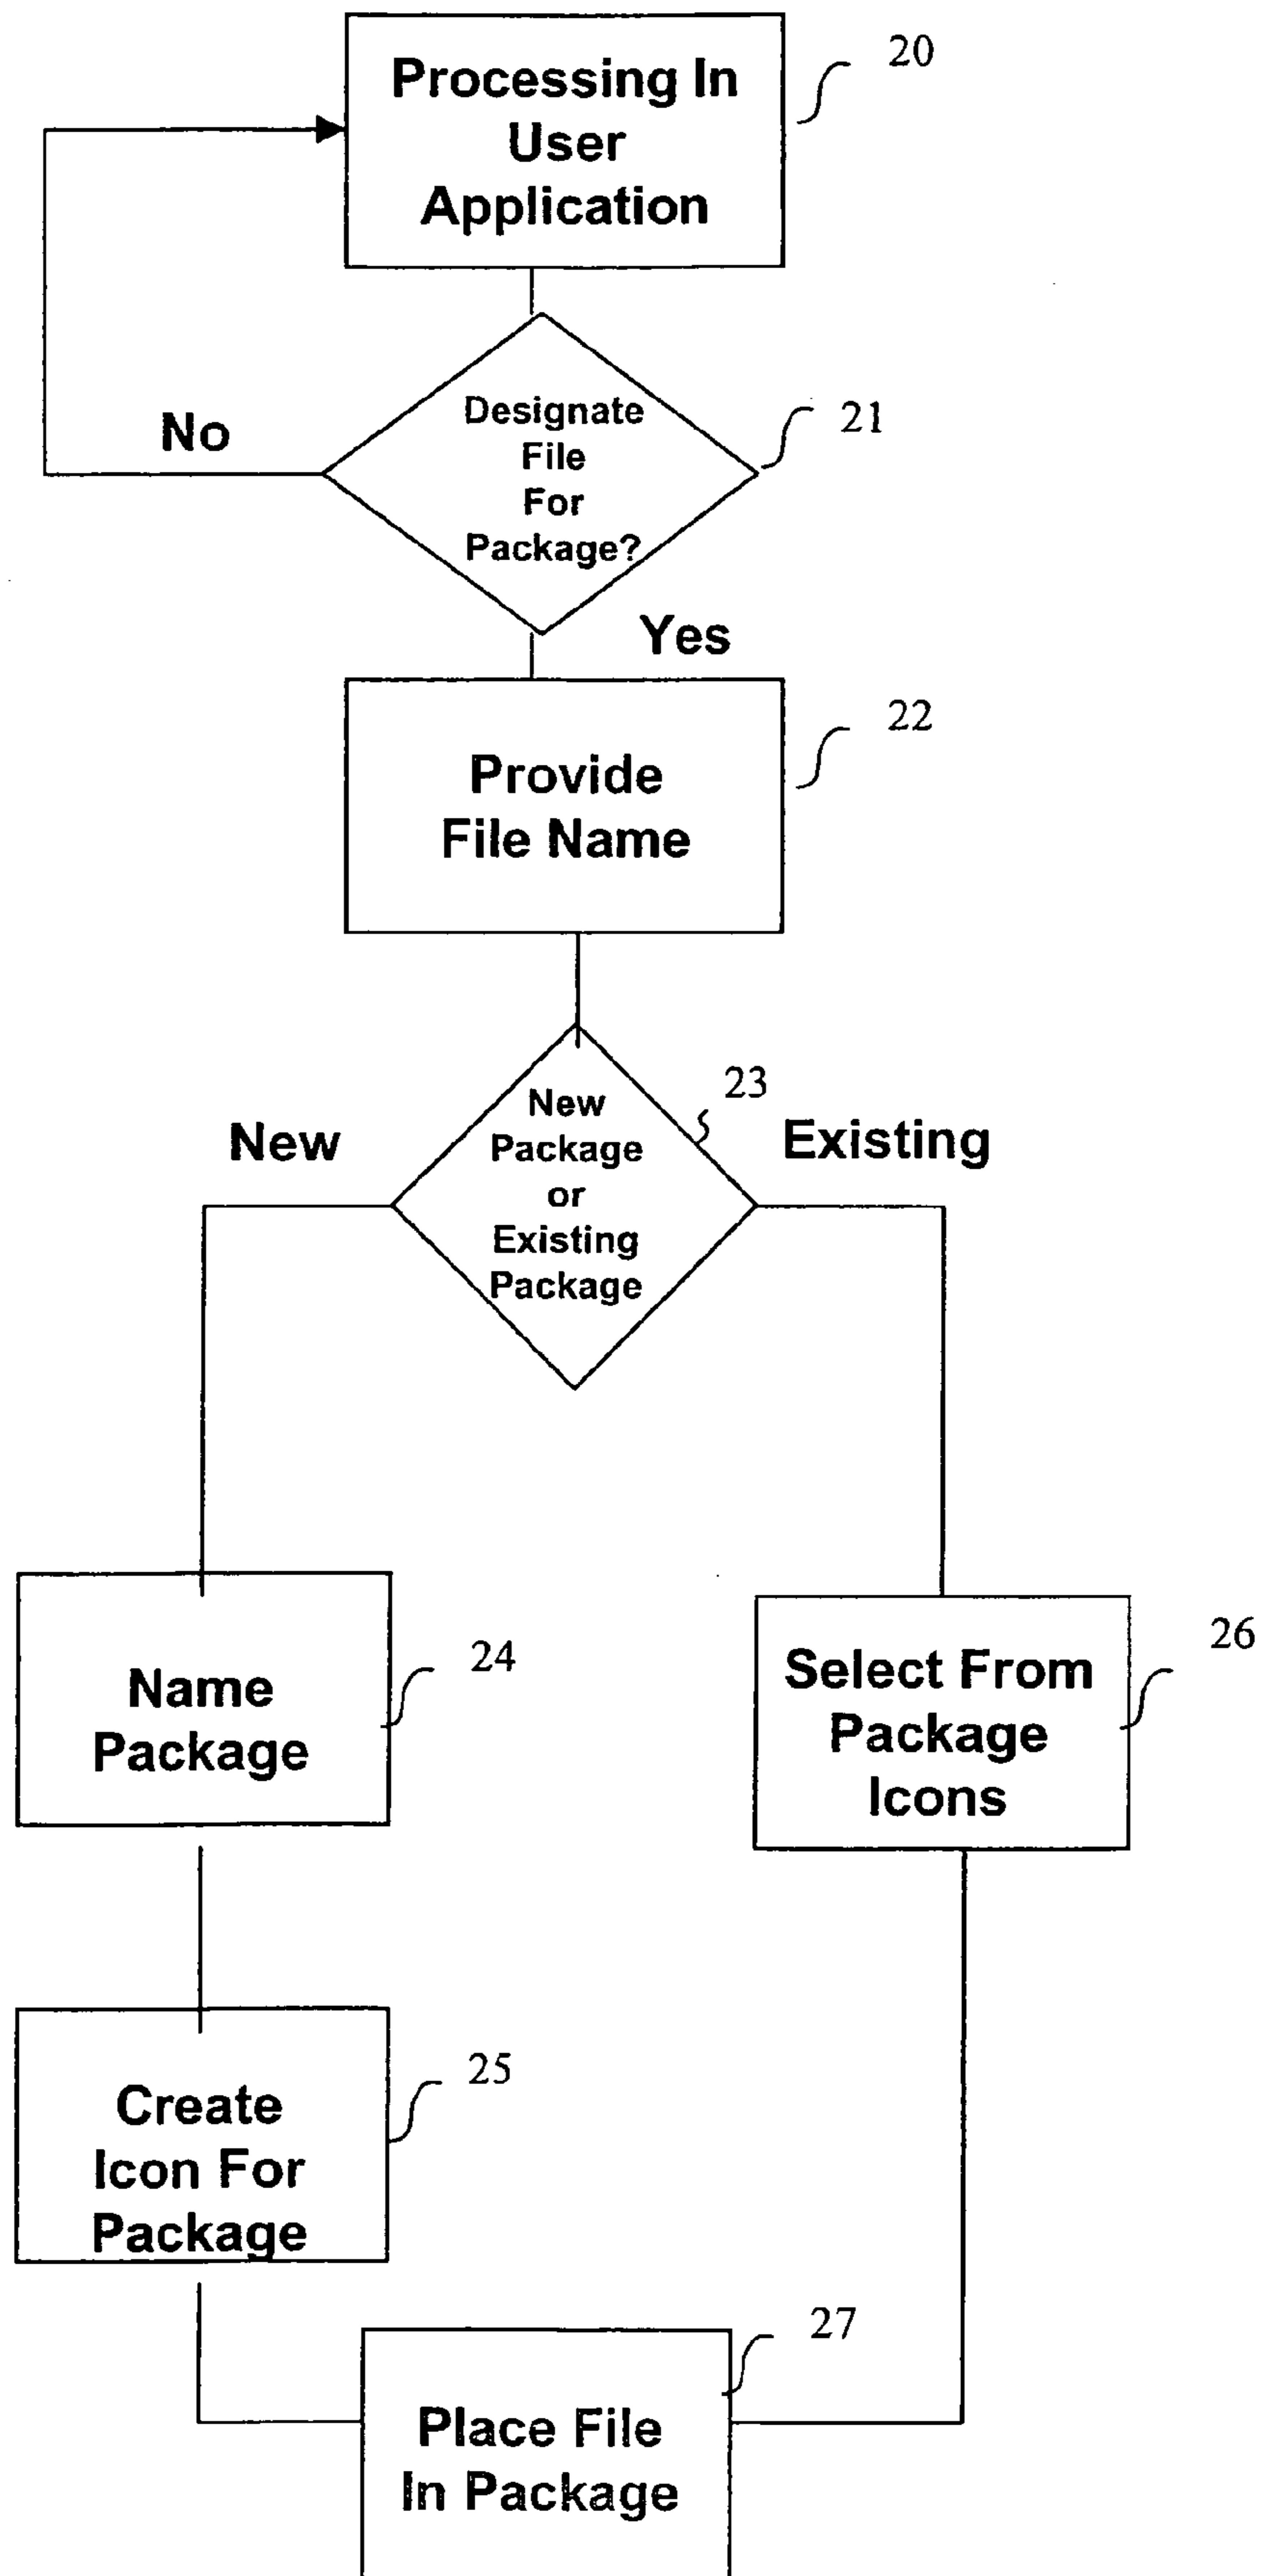 Processing In
User
Application
20
Designate
File
For
Package?
21
No
Yes
Provide
File Name
22
New
Package
or
Existing
Package
23
New
Existing
Name
Package
24
Select From
Package
Icons
26
Create
Icon For
Package
25
Place File
In Package
27